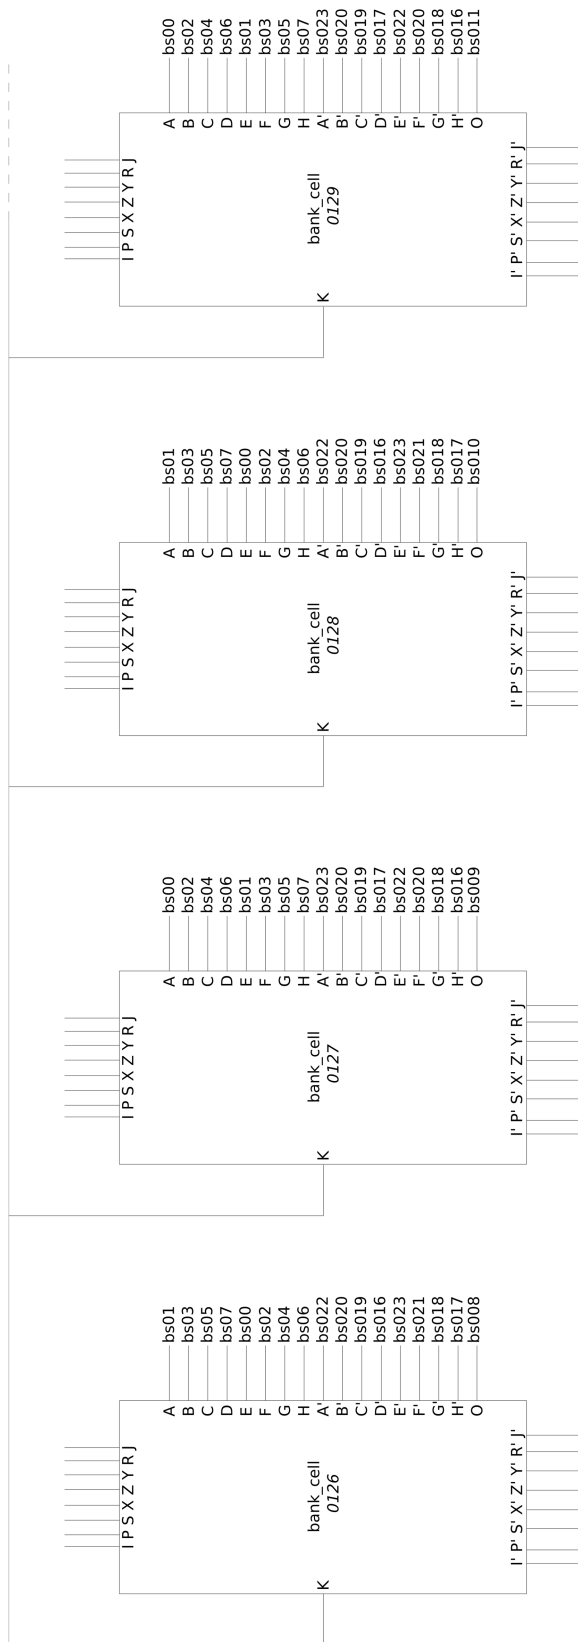 bs00 bs02 bs04 bs06 bs01 bs03 bs05 bs07 bs023 bs020 bs019 bs017 bs022 bs020 bs018 bs016 bs011
A B C D E F G H A' B' C' D' E' F' G' H' O
I P S X Z Y R J
bank_cell
0129
I' P' S' X' Z' Y' R' J'
K
bs01 bs03 bs05 bs07 bs00 bs02 bs04 bs06 bs022 bs020 bs019 bs016 bs023 bs021 bs018 bs017 bs010
A B C D E F G H A' B' C' D' E' F' G' H' O
I P S X Z Y R J
bank_cell
0128
I' P' S' X' Z' Y' R' J'
K
bs00 bs02 bs04 bs06 bs01 bs03 bs05 bs07 bs023 bs020 bs019 bs017 bs022 bs020 bs018 bs016 bs009
A B C D E F G H A' B' C' D' E' F' G' H' O
I P S X Z Y R J
bank_cell
0127
I' P' S' X' Z' Y' R' J'
K
bs01 bs03 bs05 bs07 bs00 bs02 bs04 bs06 bs022 bs020 bs019 bs016 bs023 bs021 bs018 bs017 bs008
A B C D E F G H A' B' C' D' E' F' G' H' O
I P S X Z Y R J
bank_cell
0126
I' P' S' X' Z' Y' R' J'
K